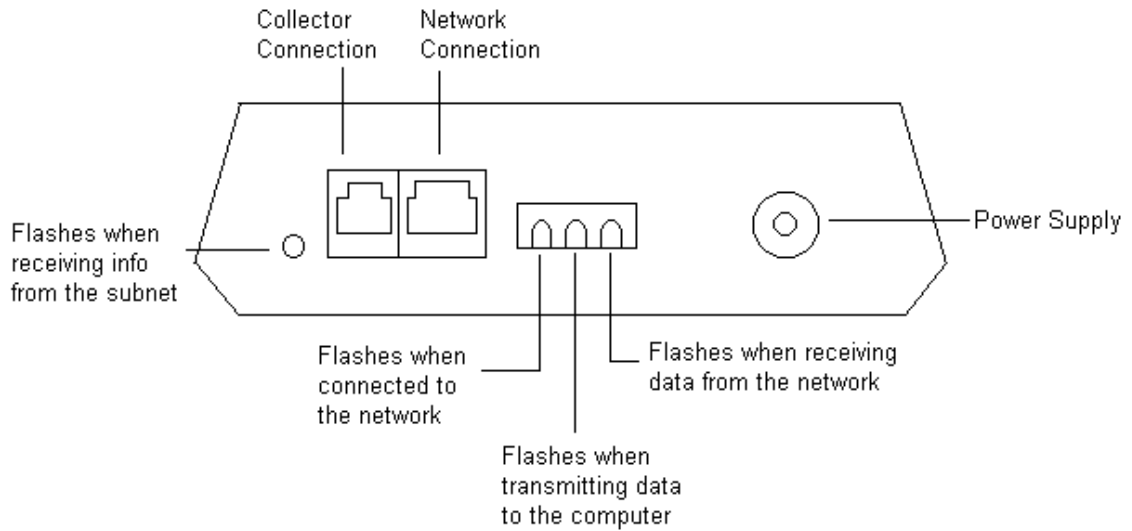 Collector
Connection
Network
Connection
Flashes when
receiving info
from the subnet
Power Supply
Flashes when
connected to
the network
Flashes when receiving
data from the network
Flashes when
transmitting data
to the computer